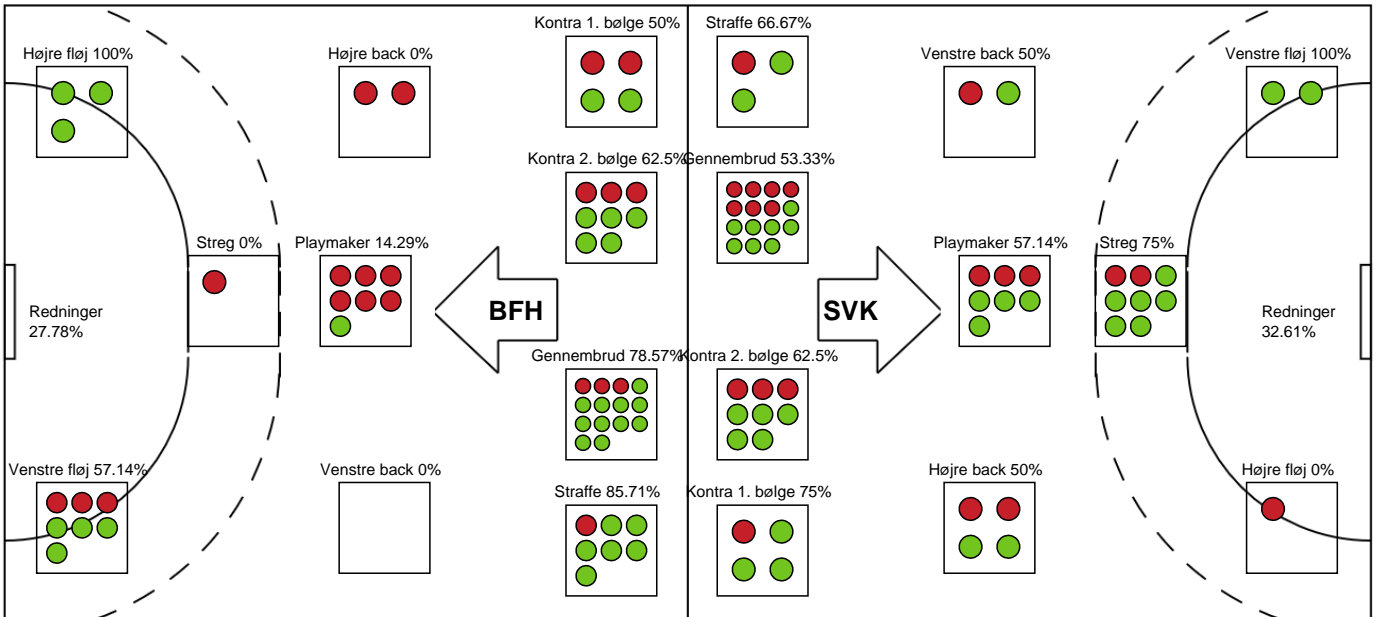 Kontra 1. bølge 50%
Straffe 66.67%
Højre fløj 100%
Højre back 0%
Venstre back 50%
Venstre fløj 100%
Kontra 2. bølge 62.5%
Gennembrud 53.33%
Streg 0%
Playmaker 14.29%
Playmaker 57.14%
Streg 75%
Redninger
27.78%
BFH
SVK
Redninger
32.61%
Gennembrud 78.57%
Kontra 2. bølge 62.5%
Venstre fløj 57.14%
Venstre back 0%
Højre back 50%
Højre fløj 0%
Straffe 85.71%
Kontra 1. bølge 75%